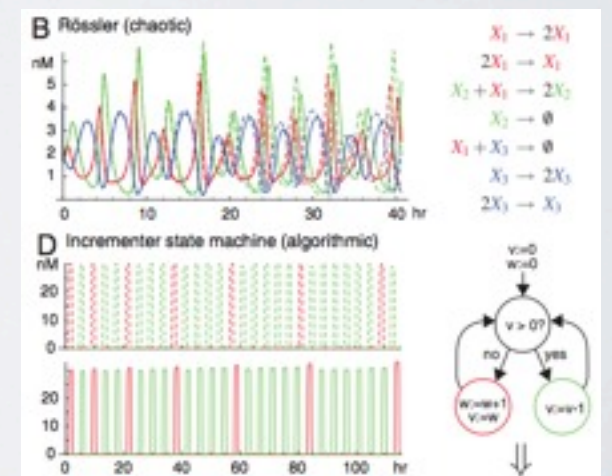 B Rössler (chaotic)
nM
5
4
3
2
1
0 10 20 30 40 hr
X₁ → 2X₁
2X₁ → X₁
X₂ + X₁ → 2X₂
X₂ → ∅
X₁ + X₃ → ∅
X₃ → 2X₃
2X₃ → X₃
D Incrementer state machine (algorithmic)
nM
20
10
0
20
10
0
0 20 40 60 80 100 hr
v:=0
w:=0
v > 0?
no yes
w:=w+1
v:=w
v:=v-1